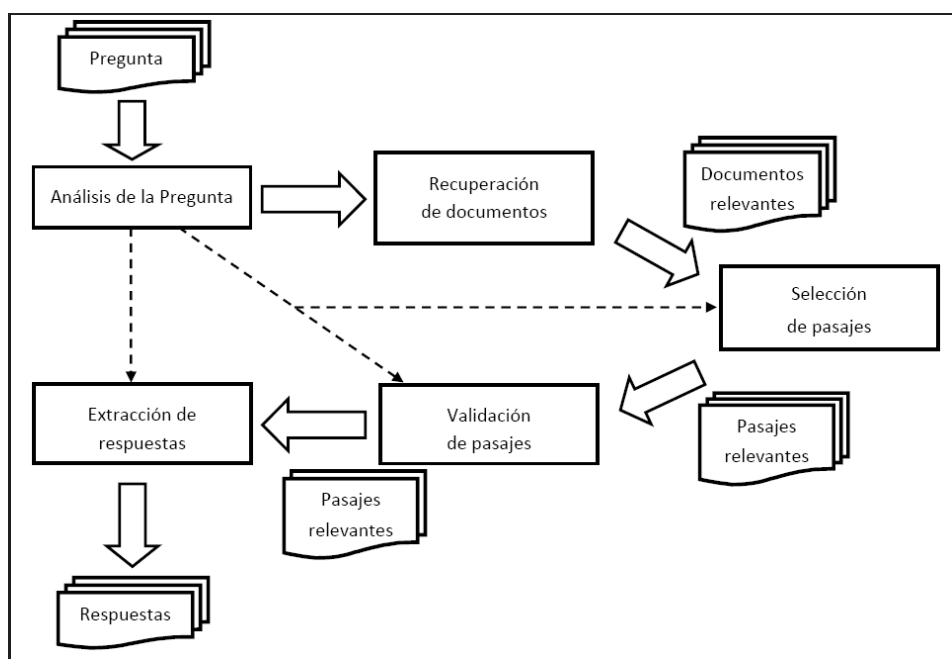 Pregunta
Análisis de la Pregunta
Recuperación
de documentos
Documentos
relevantes
Selección
de pasajes
Extracción de
respuestas
Validación
de pasajes
Pasajes
relevantes
Pasajes
relevantes
Respuestas